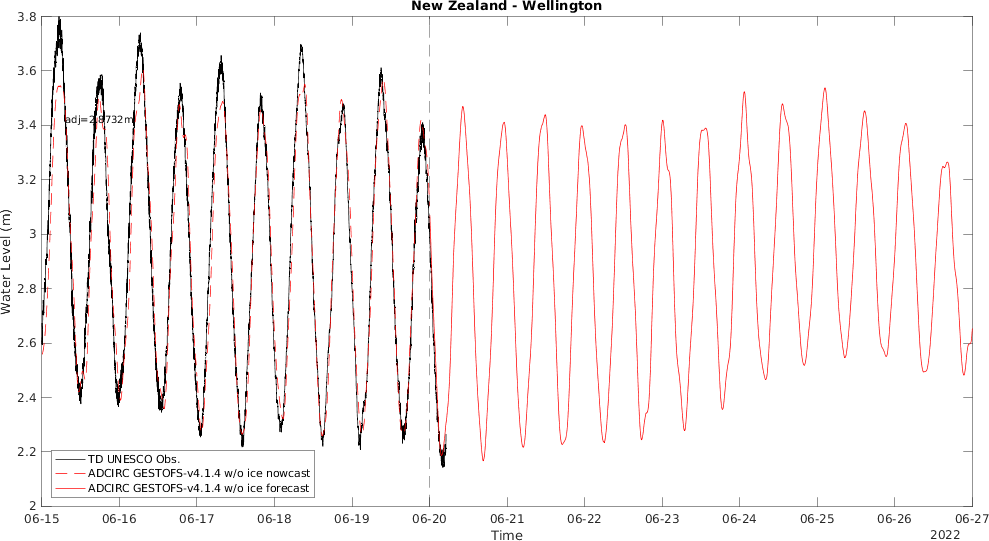 New Zealand - Wellington
3.8
3.6
3.4
3.2
3
2.8
2.6
2.4
2.2
2
Water Level (m)
adj=2.8732m
TD UNESCO Obs.
ADCIRC GESTOFS-v4.1.4 w/o ice nowcast
ADCIRC GESTOFS-v4.1.4 w/o ice forecast
06-15 06-16 06-17 06-18 06-19 06-20 06-21 06-22 06-23 06-24 06-25 06-26 06-27
Time
2022